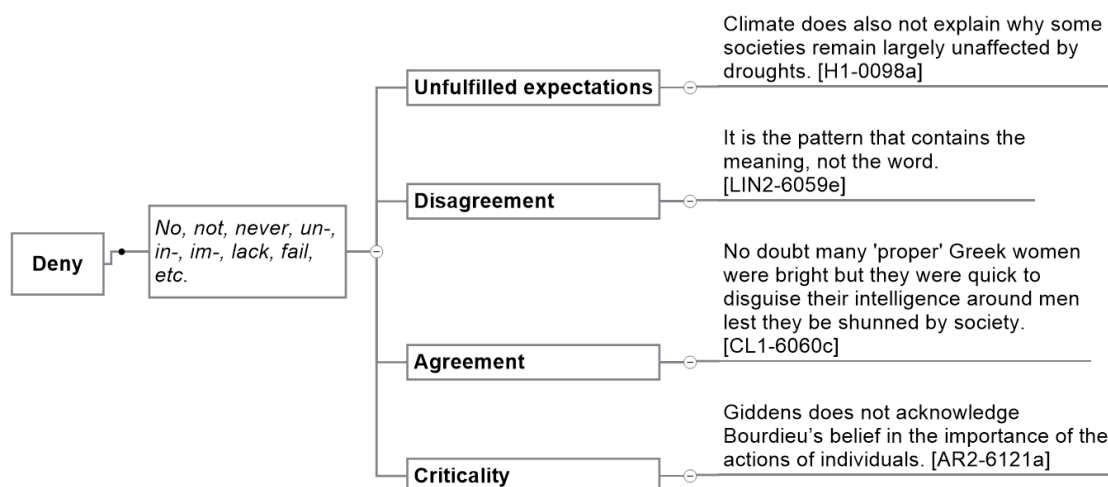 Deny
No, not, never, un-,
in-, im-, lack, fail,
etc.
Unfulfilled expectations
Climate does also not explain why some
societies remain largely unaffected by
droughts. [H1-0098a]
Disagreement
It is the pattern that contains the
meaning, not the word.
[LIN2-6059e]
Agreement
No doubt many 'proper' Greek women
were bright but they were quick to
disguise their intelligence around men
lest they be shunned by society.
[CL1-6060c]
Criticality
Giddens does not acknowledge
Bourdieu’s belief in the importance of the
actions of individuals. [AR2-6121a]